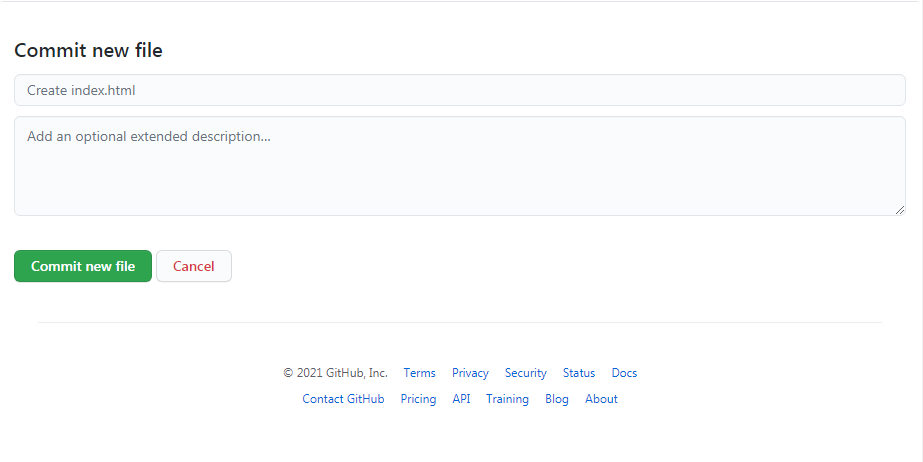 Commit new file
Create index.html
Add an optional extended description...
Commit new file Cancel
© 2021 GitHub, Inc. Terms Privacy Security Status Docs
Contact GitHub Pricing API Training Blog About